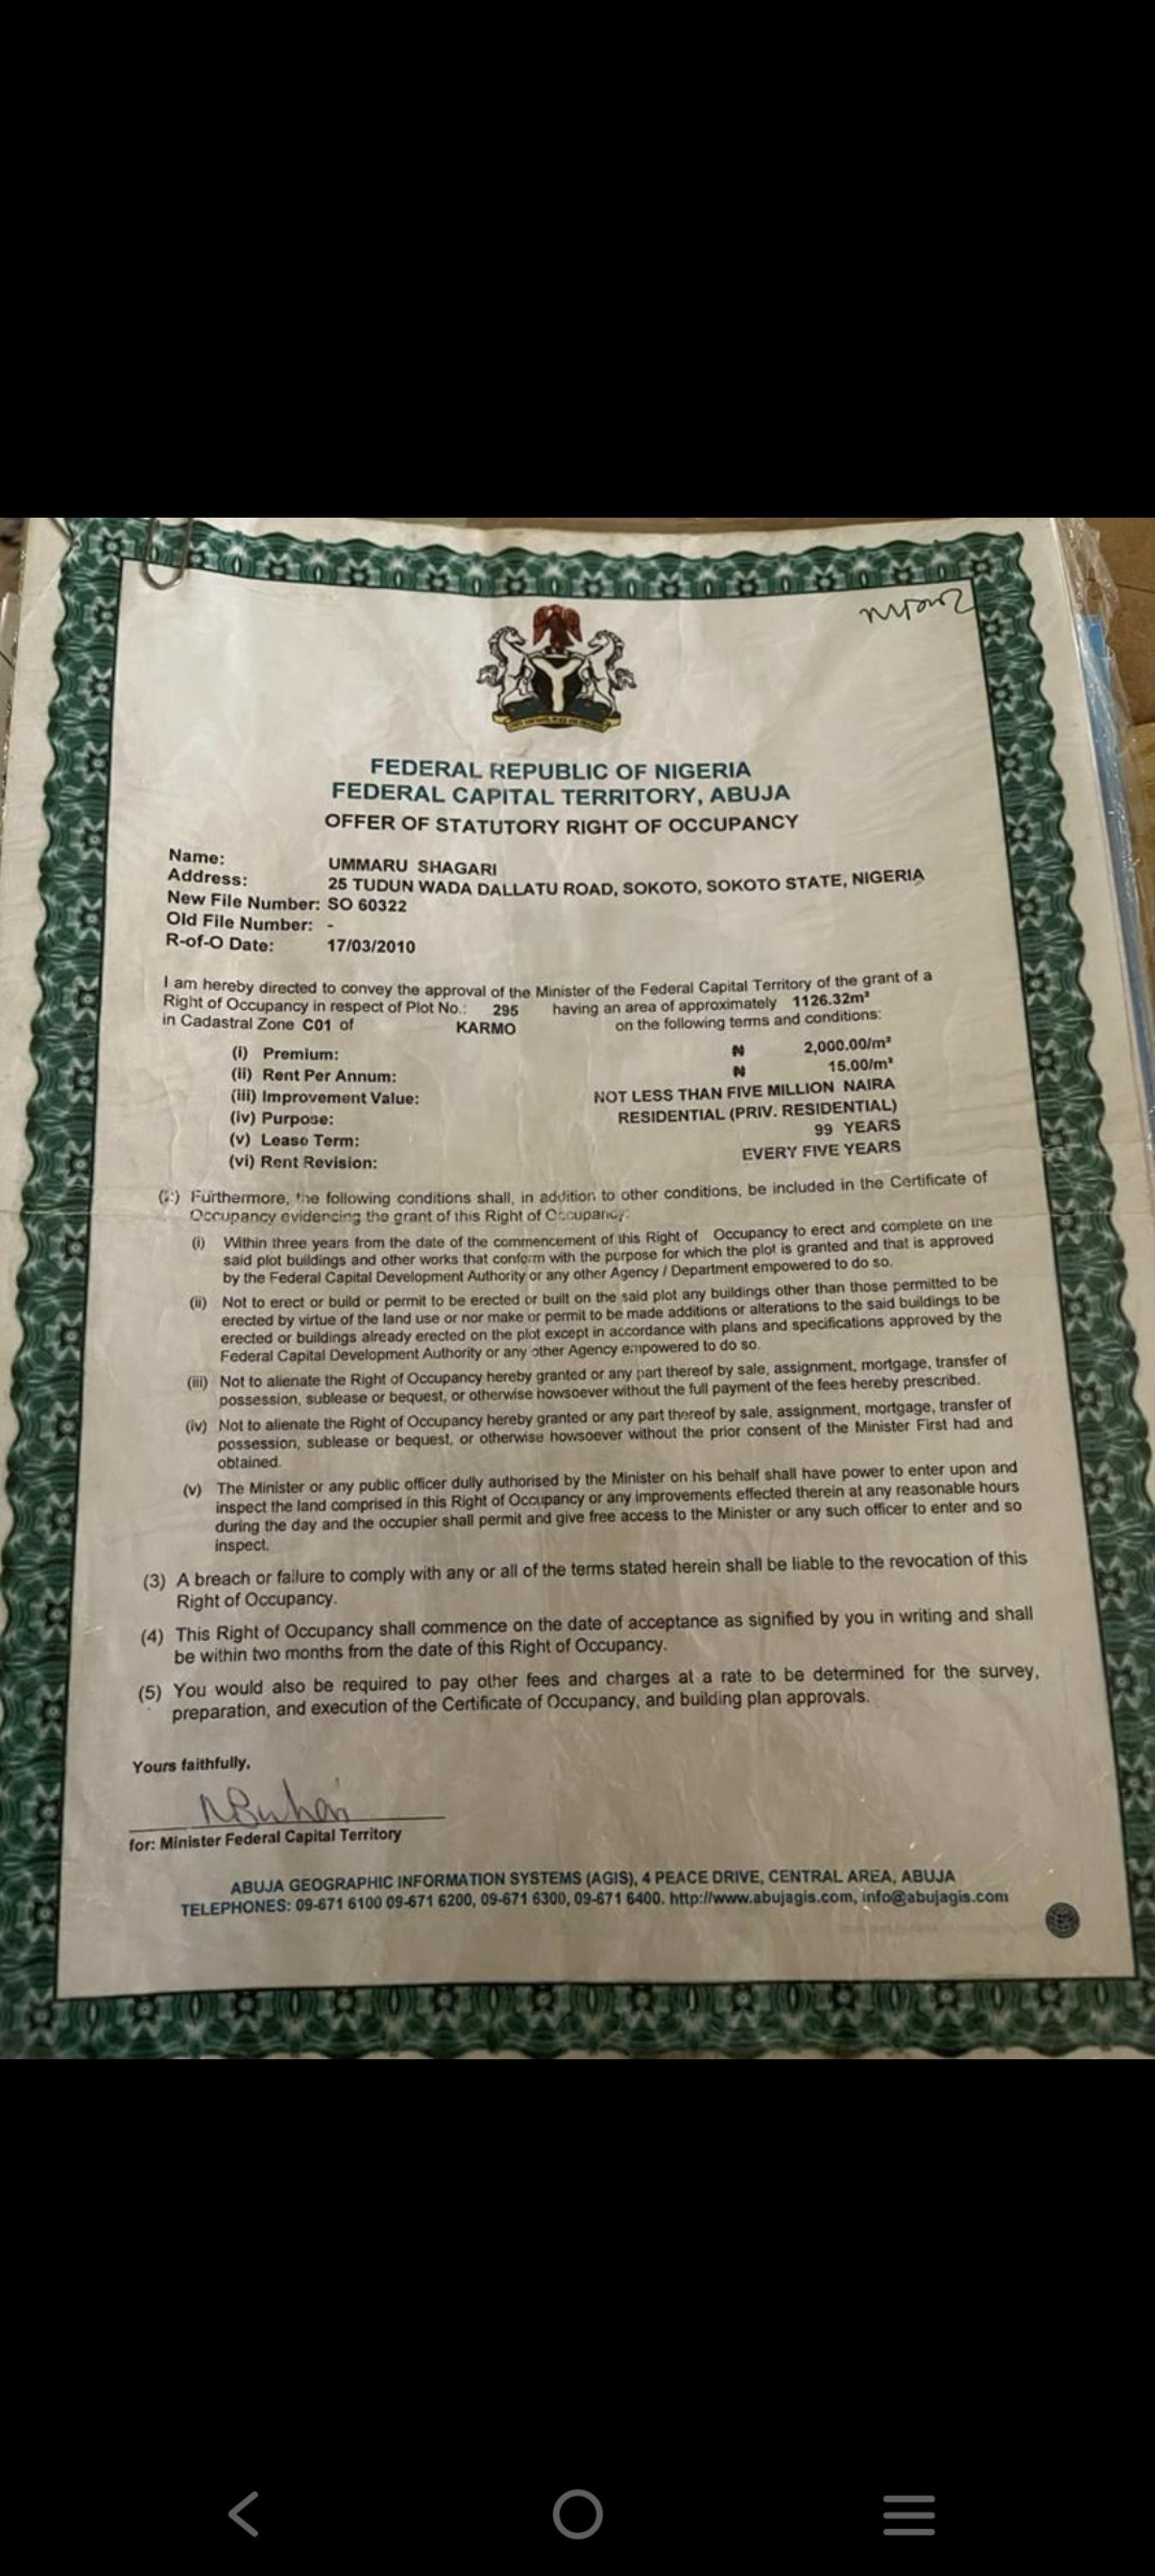 FEDERAL REPUBLIC OF NIGERIA
FEDERAL CAPITAL TERRITORY, ABUJA
OFFER OF STATUTORY RIGHT OF OCCUPANCY
Name: UMMARU SHAGARI
Address: 25 TUDUN WADA DALLATU ROAD, SOKOTO, SOKOTO STATE, NIGERIA
New File Number: SO 60322
Old File Number: -
R-of-O Date: 17/03/2010
I am hereby directed to convey the approval of the Minister of the Federal Capital Territory of the grant of a
Right of Occupancy in respect of Plot No.: 295 having an area of approximately 1126.32m²
in Cadastral Zone C01 of KARMO on the following terms and conditions:
(i) Premium: ₦ 2,000.00/m²
(ii) Rent Per Annum: ₦ 15.00/m²
(iii) Improvement Value: NOT LESS THAN FIVE MILLION NAIRA
(iv) Purpose: RESIDENTIAL (PRIV. RESIDENTIAL)
(v) Lease Term: 99 YEARS
(vi) Rent Revision: EVERY FIVE YEARS
Furthermore, the following conditions shall, in addition to other conditions, be included in the Certificate of
Occupancy evidencing the grant of this Right of Occupancy:
(i) Within three years from the date of the commencement of this Right of Occupancy to erect and complete on the
said plot buildings and other works that conform with the purpose for which the plot is granted and that is approved
by the Federal Capital Development Authority or any other Agency / Department empowered to do so.
(ii) Not to erect or build or permit to be erected or built on the said plot any buildings other than those permitted to be
erected by virtue of the land use or nor make or permit to be made additions or alterations to the said buildings to be
erected or buildings already erected on the plot except in accordance with plans and specifications approved by the
Federal Capital Development Authority or any other Agency empowered to do so.
(iii) Not to alienate the Right of Occupancy hereby granted or any part thereof by sale, assignment, mortgage, transfer of
possession, sublease or bequest, or otherwise howsoever without the full payment of the fees hereby prescribed.
(iv) Not to alienate the Right of Occupancy hereby granted or any part thereof by sale, assignment, mortgage, transfer of
possession, sublease or bequest, or otherwise howsoever without the prior consent of the Minister First had and
obtained.
(v) The Minister or any public officer dully authorised by the Minister on his behalf shall have power to enter upon and
inspect the land comprised in this Right of Occupancy or any improvements effected therein at any reasonable hours
during the day and the occupier shall permit and give free access to the Minister or any such officer to enter and so
inspect.
(3) A breach or failure to comply with any or all of the terms stated herein shall be liable to the revocation of this
Right of Occupancy.
(4) This Right of Occupancy shall commence on the date of acceptance as signified by you in writing and shall
be within two months from the date of this Right of Occupancy.
(5) You would also be required to pay other fees and charges at a rate to be determined for the survey,
preparation, and execution of the Certificate of Occupancy, and building plan approvals.
Yours faithfully,
NBuhari
for: Minister Federal Capital Territory
ABUJA GEOGRAPHIC INFORMATION SYSTEMS (AGIS), 4 PEACE DRIVE, CENTRAL AREA, ABUJA
TELEPHONES: 09-671 6100 09-671 6200, 09-671 6300, 09-671 6400. http://www.abujagis.com, info@abujagis.com